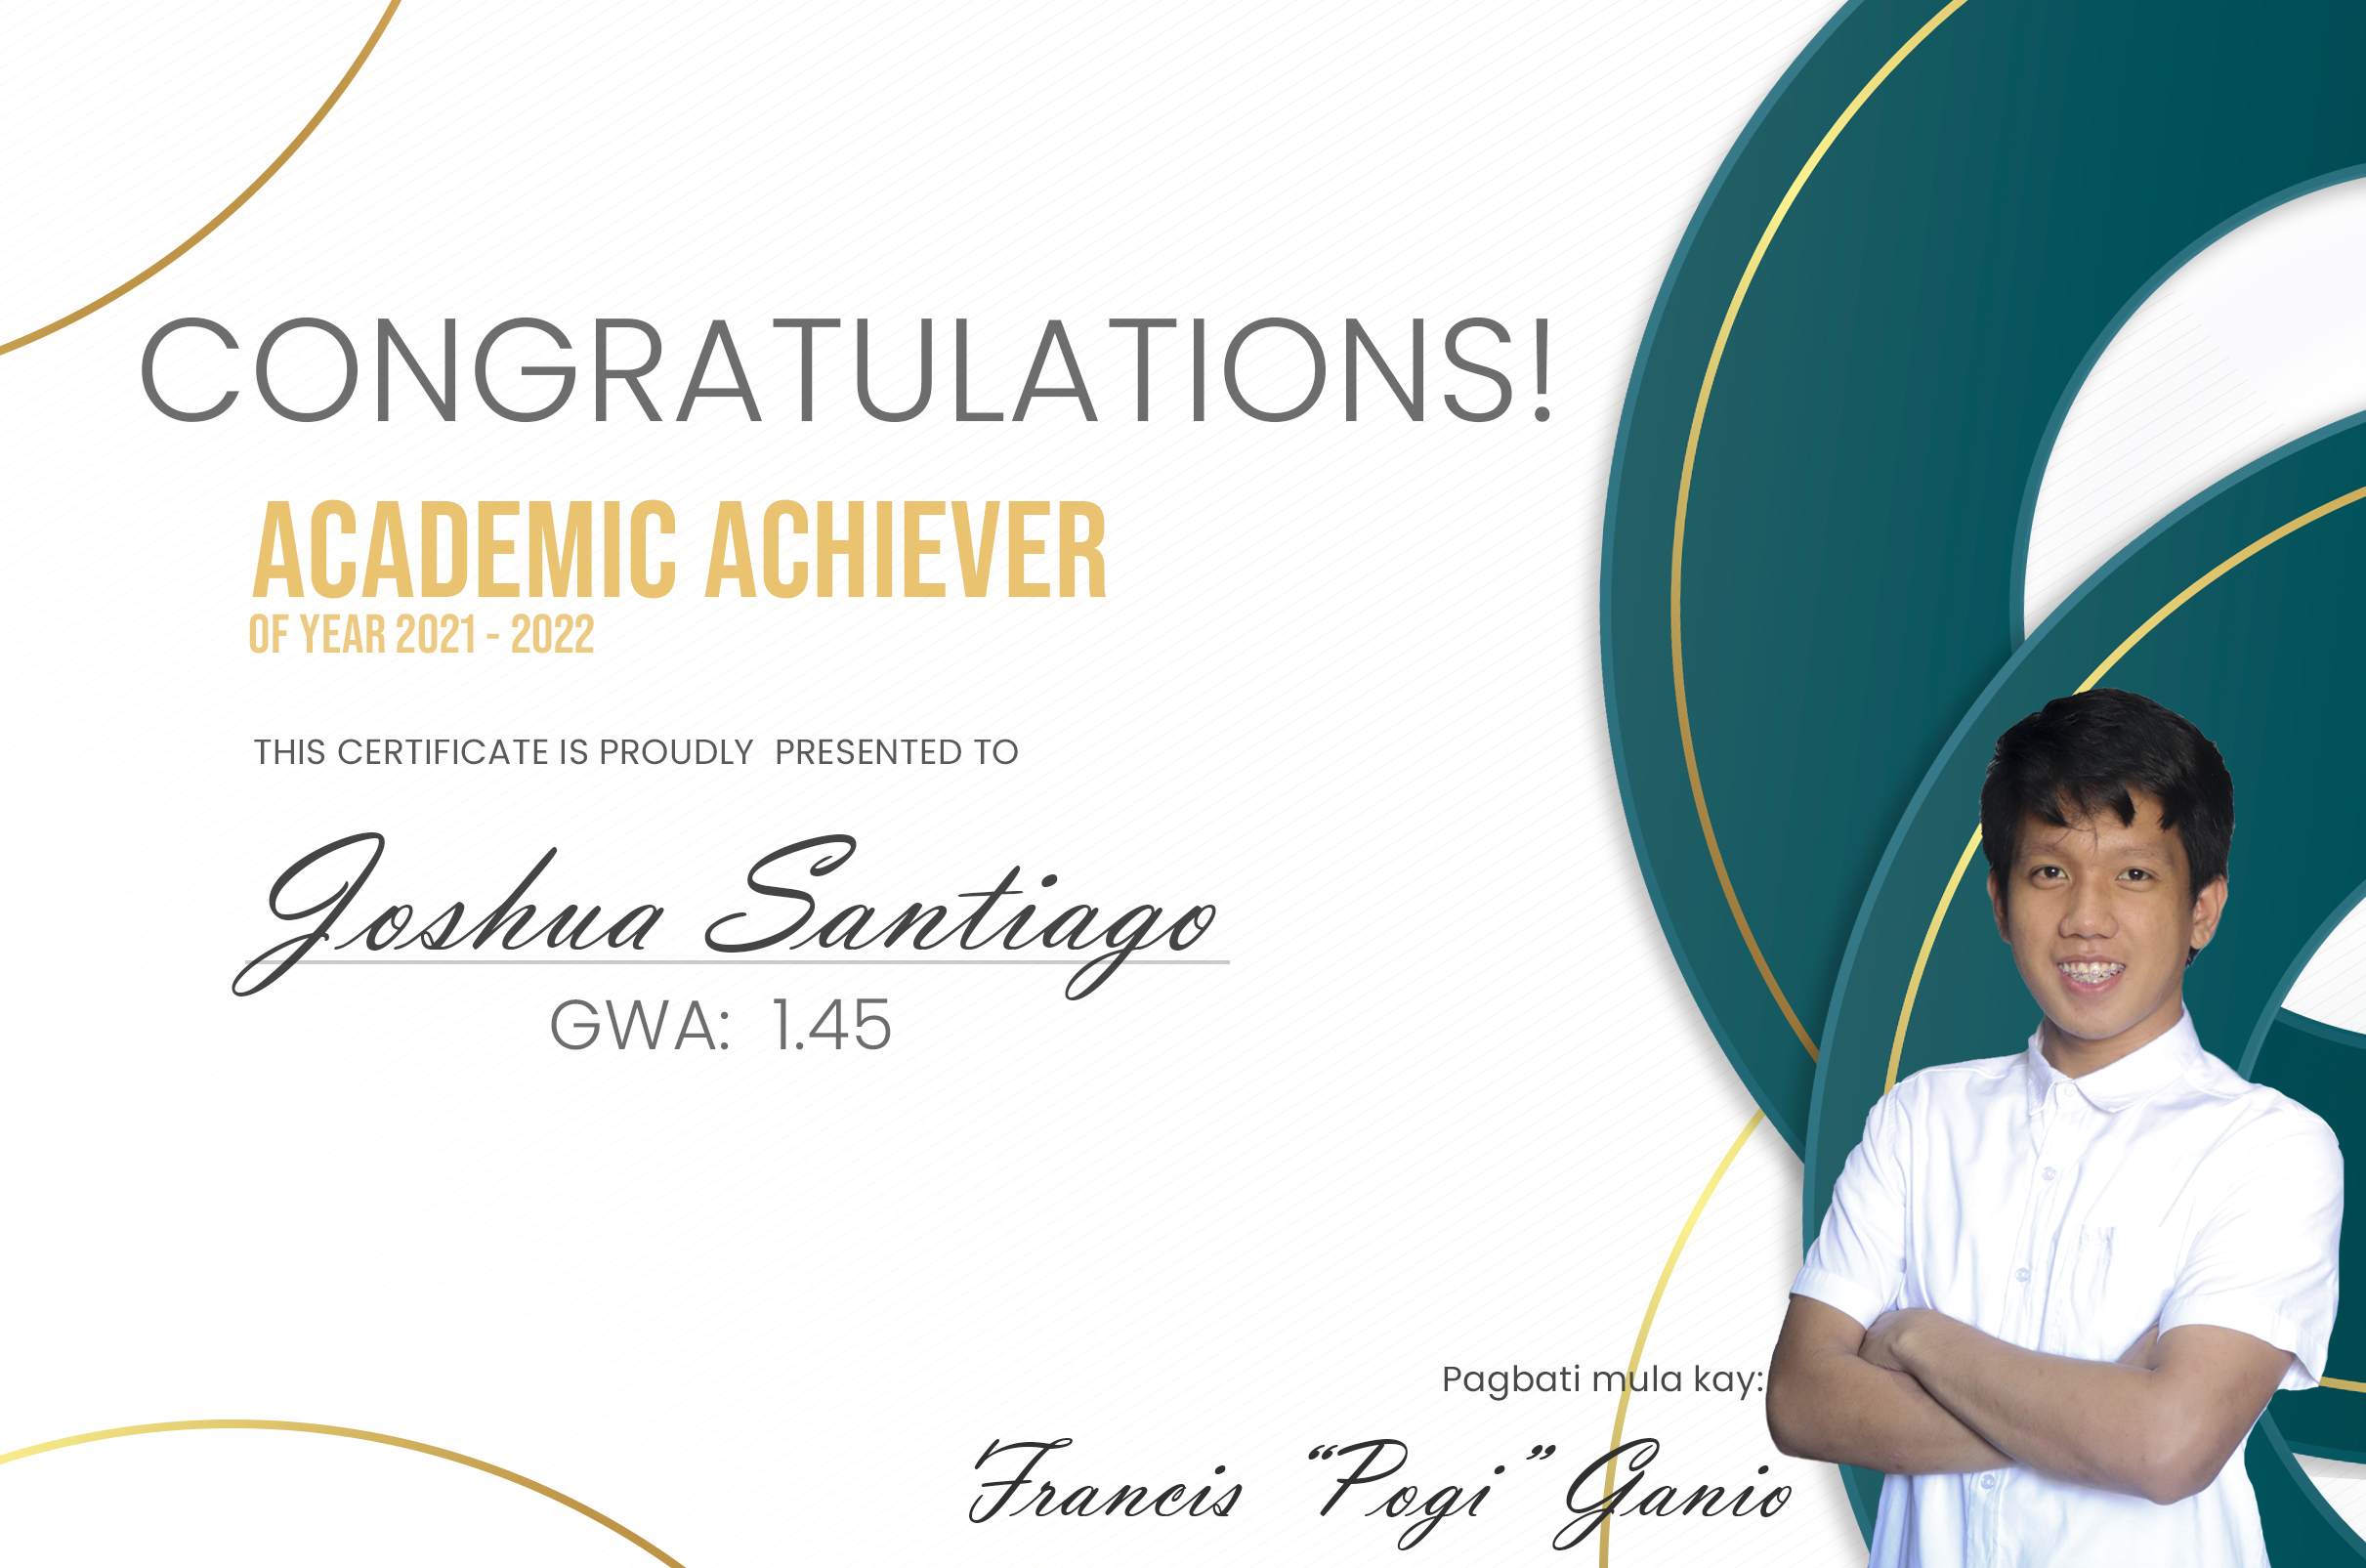 CONGRATULATIONS!
ACADEMIC ACHIEVER
OF YEAR 2021 - 2022
THIS CERTIFICATE IS PROUDLY PRESENTED TO
Joshua Santiago
GWA: 1.45
Pagbati mula kay:
Francis “Pogi” Ganio